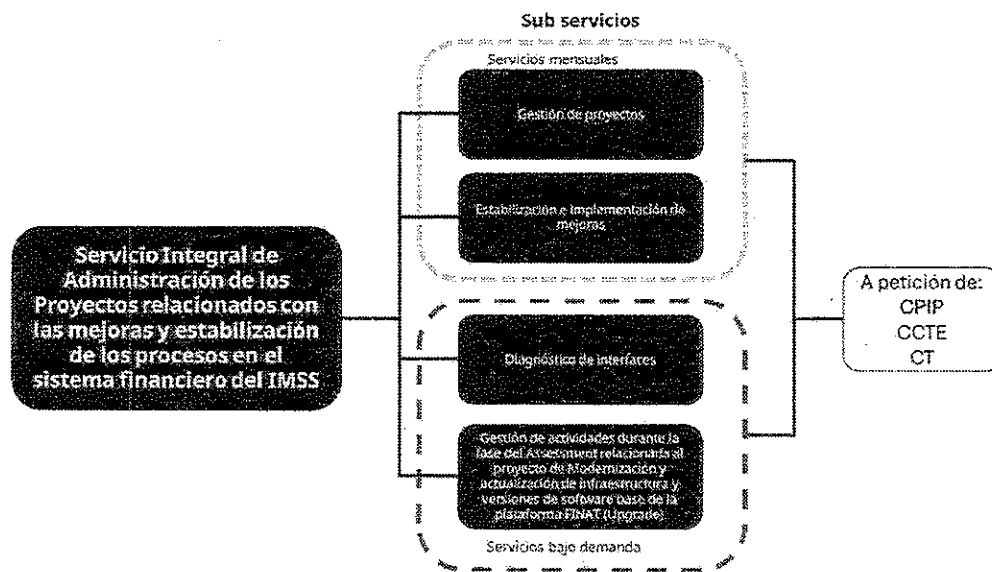 Sub servicios
Servicios mensuales
Gestión de proyectos
Estabilización e Implementación de
mejoras
Servicio Integral de
Administración de los
Proyectos relacionados con
las mejoras y estabilización
de los procesos en el
sistema financiero del IMSS
Diagnóstico de interfaces
Gestión de actividades durante la
fase del Assessment relacionada al
proyecto de Modernización y
actualización de infraestructura y
versiones de software base de la
plataforma FINAT (Upgrade)
Servicios bajo demanda
A petición de:
CPIP
CCTE
CT